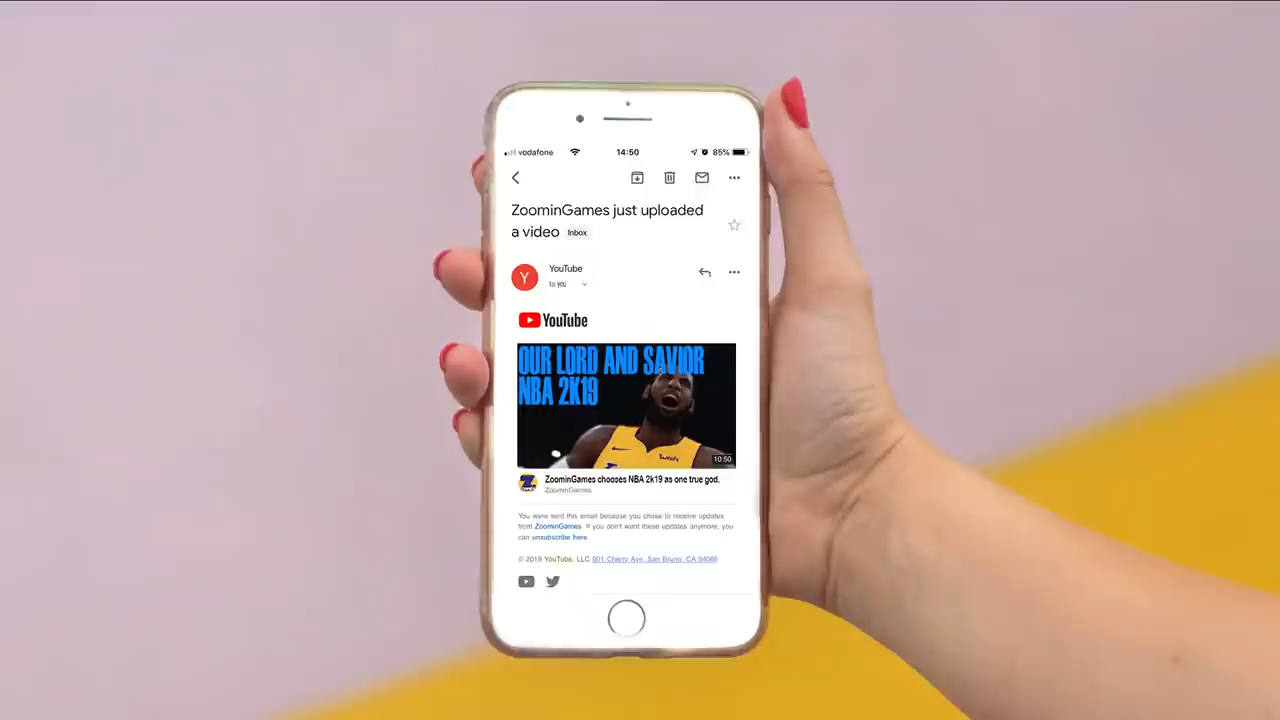 vodafone 14:50 85%
ZoominGames just uploaded
a video Inbox
Y
YouTube
to you
YouTube
OUR LORD AND SAVIOR
NBA 2K19
Twitch
10:50
ZoominGames chooses NBA 2k19 as one true god.
ZoominGames
You were sent this email because you chose to receive updates
from ZoominGames. If you don't want these updates anymore, you
can unsubscribe here.
© 2019 YouTube, LLC 901 Cherry Ave, San Bruno, CA 94066